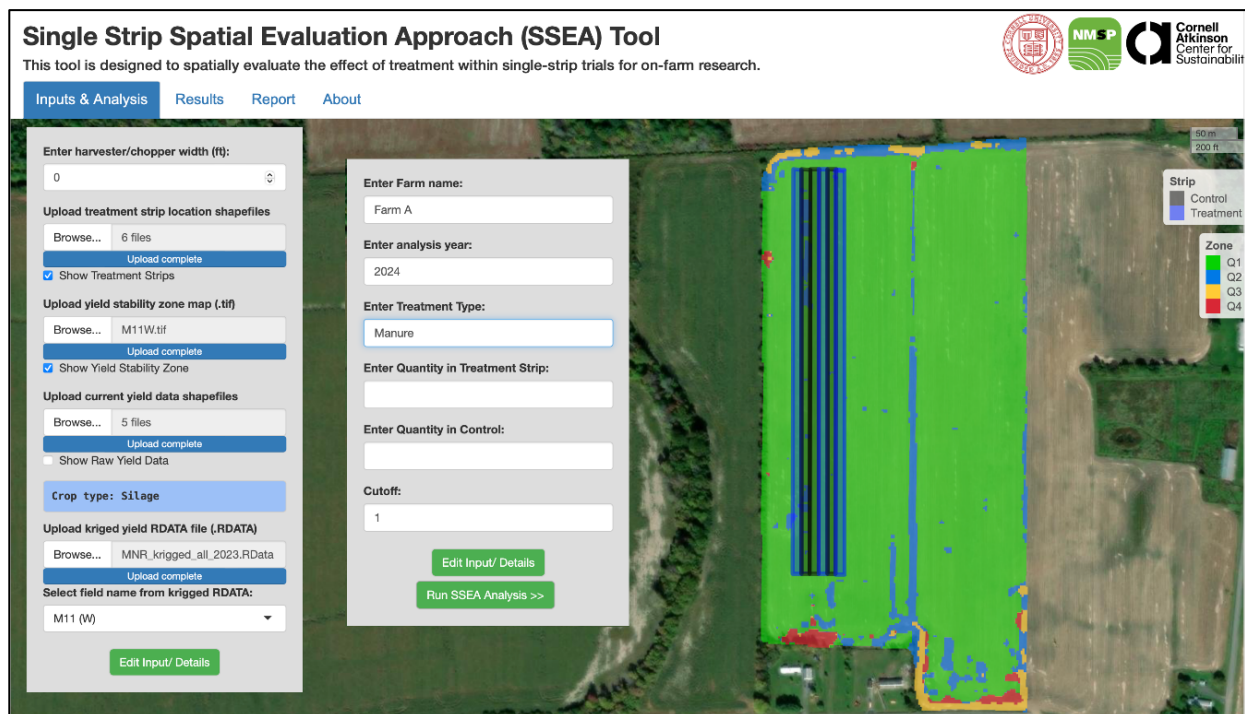 Single Strip Spatial Evaluation Approach (SSEA) Tool
This tool is designed to spatially evaluate the effect of treatment within single-strip trials for on-farm research.
NMSP
Cornell
Atkinson
Center for
Sustainabilit
Inputs & Analysis
Results
Report
About
Enter harvester/chopper width (ft):
0
Upload treatment strip location shapefiles
Browse... 6 files
Upload complete
Show Treatment Strips
Upload yield stability zone map (.tif)
Browse... M11W.tif
Upload complete
Show Yield Stability Zone
Upload current yield data shapefiles
Browse... 5 files
Upload complete
Show Raw Yield Data
Crop type: Silage
Upload kriged yield RDATA file (.RDATA)
Browse... MNR_krigged_all_2023.RData
Upload complete
Select field name from krigged RDATA:
M11 (W)
Edit Input/ Details
Enter Farm name:
Farm A
Enter analysis year:
2024
Enter Treatment Type:
Manure
Enter Quantity in Treatment Strip:
Enter Quantity in Control:
Cutoff:
1
Edit Input/ Details
Run SSEA Analysis >>
50 m
200 ft
Strip
Control
Treatment
Zone
Q1
Q2
Q3
Q4